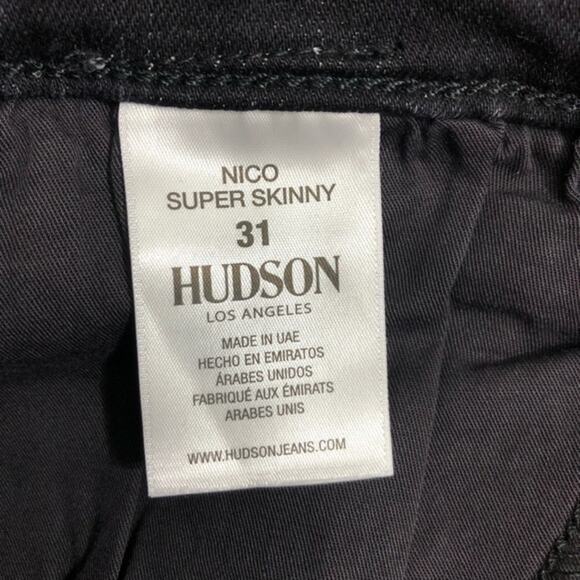 NICO
SUPER SKINNY
31
HUDSON
LOS ANGELES
MADE IN UAE
HECHO EN EMIRATOS
ÁRABES UNIDOS
FABRIQUÉ AUX ÉMIRATS
ARABES UNIS
WWW.HUDSONJEANS.COM